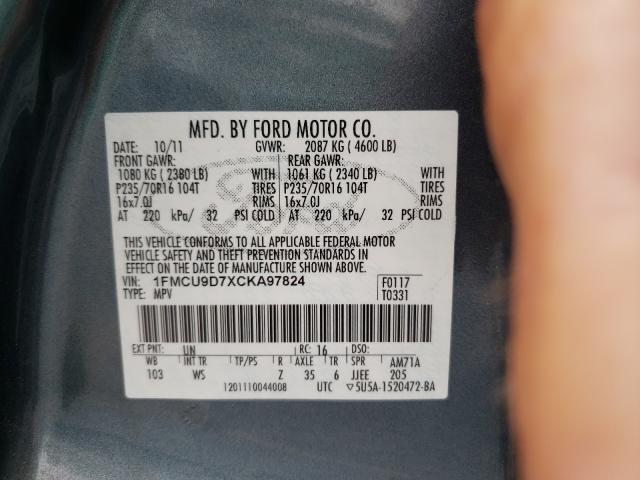 MFD. BY FORD MOTOR CO.
DATE: 10/11 GVWR: 2087 KG ( 4600 LB)
FRONT GAWR: REAR GAWR:
1080 KG ( 2380 LB) WITH 1061 KG ( 2340 LB) WITH
P235/70R16 104T TIRES P235/70R16 104T TIRES
16x7.0J RIMS 16x7.0J RIMS
AT 220 kPa/ 32 PSI COLD AT 220 kPa/ 32 PSI COLD
Ford
THIS VEHICLE CONFORMS TO ALL APPLICABLE FEDERAL MOTOR
VEHICLE SAFETY AND THEFT PREVENTION STANDARDS IN
EFFECT ON THE DATE OF MANUFACTURE SHOWN ABOVE.
VIN: 1FMCU9D7XCKA97824 F0117
TYPE: MPV T0331
EXT PNT: UN RC: 16 DSO:
WB INT TR TP/PS R AXLE TR SPR AM71A
103 WS Z 35 6 JJEE 205
1201110044008 UTC ▽5U5A-1520472-BA